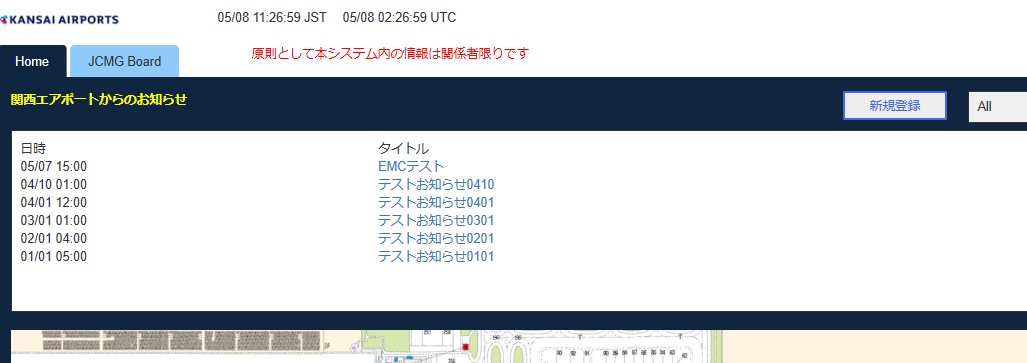 KANSAI AIRPORTS
05/08 11:26:59 JST 05/08 02:26:59 UTC
Home JCMG Board 原則として本システム内の情報は関係者限りです
関西エアポートからのお知らせ 新規登録 All
日時 タイトル
05/07 15:00 EMCテスト
04/10 01:00 テストお知らせ0410
04/01 12:00 テストお知らせ0401
03/01 01:00 テストお知らせ0301
02/01 04:00 テストお知らせ0201
01/01 05:00 テストお知らせ0101